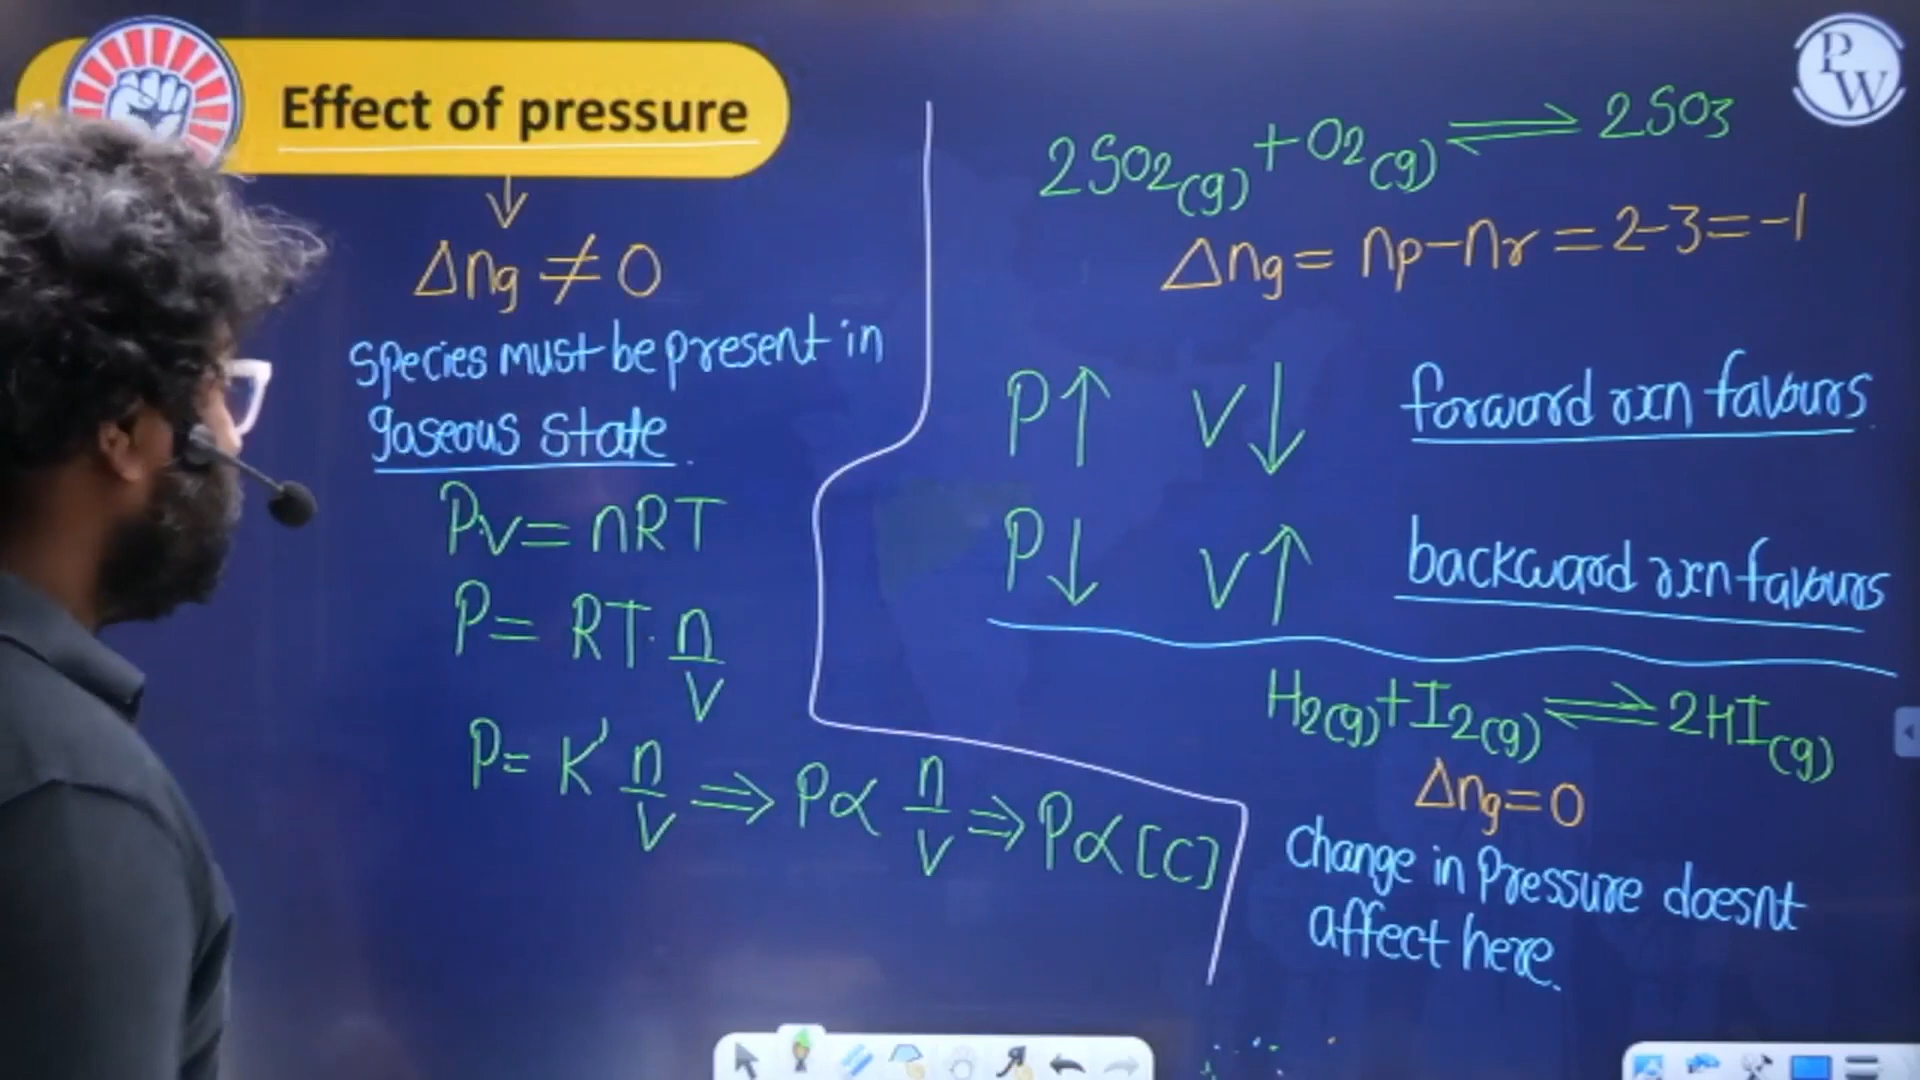 Effect of pressure
Δng ≠ 0
species must be present in
gaseous state.
PV = nRT
P = RT. n/V
P = K' n/V ⇒ P∝ n/V ⇒ P∝[C]
PW
2SO2(g) + O2(g) ⇌ 2SO3
Δng = np-nr = 2-3 = -1
P↑ V↓ forward rxn favours.
P↓ V↑ backward rxn favours
H2(g) + I2(g) ⇌ 2HI(g)
Δng = 0
change in Pressure doesnt
affect here.